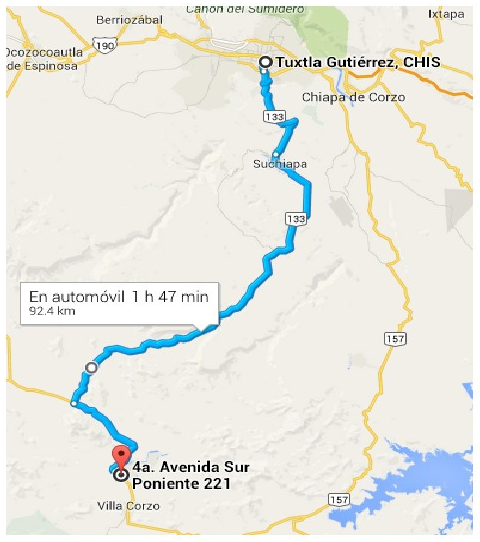 Cañón del Sumidero
Berriozábal
Ixtapa
190
Ocozocoautla
de Espinosa
Tuxtla Gutiérrez, CHIS
Chiapa de Corzo
133
Suchiapa
133
En automóvil 1 h 47 min
92.4 km
157
4a. Avenida Sur
Poniente 221
Villa Corzo
157